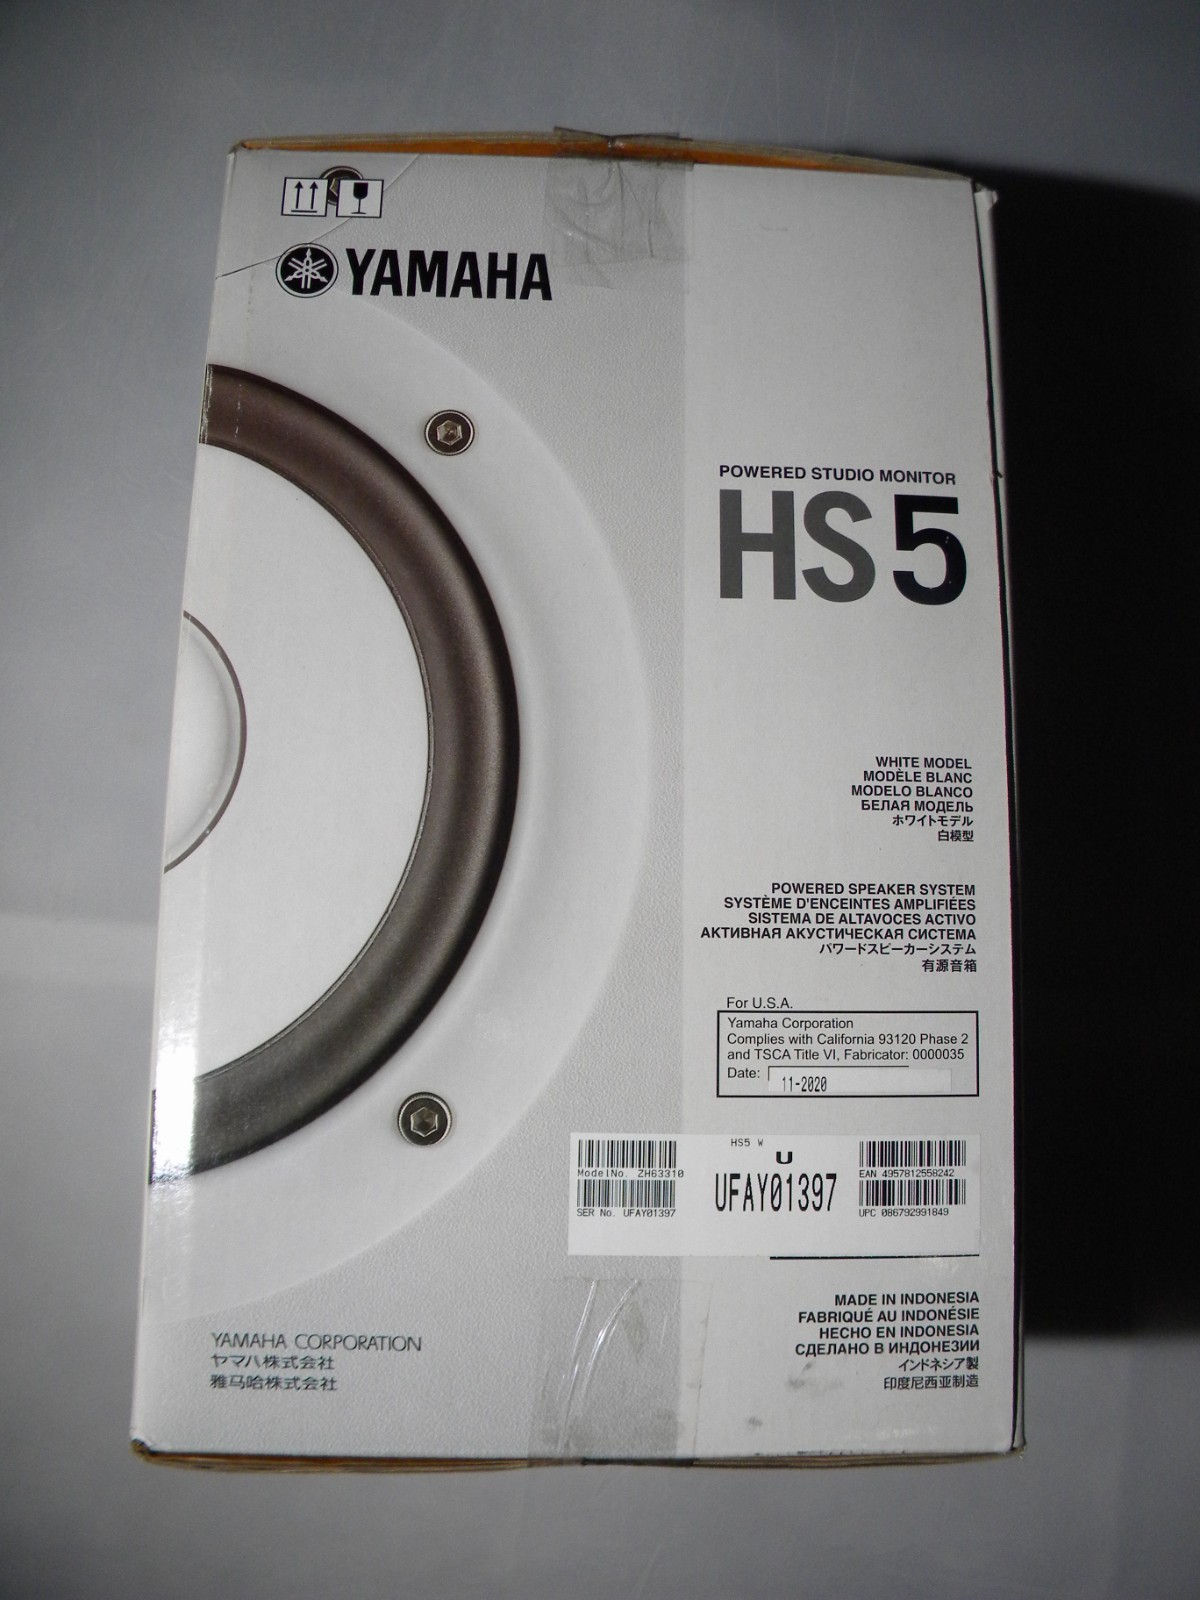 YAMAHA
POWERED STUDIO MONITOR
HS5
WHITE MODEL
MODÈLE BLANC
MODELO BLANCO
БЕЛАЯ МОДЕЛЬ
ホワイトモデル
白模型
POWERED SPEAKER SYSTEM
SYSTÈME D'ENCEINTES AMPLIFIÉES
SISTEMA DE ALTAVOCES ACTIVO
АКТИВНАЯ АКУСТИЧЕСКАЯ СИСТЕМА
パワードスピーカーシステム
有源音箱
For U.S.A.
Yamaha Corporation
Complies with California 93120 Phase 2
and TSCA Title VI, Fabricator: 0000035
Date: 11-2020
HS5 W
U
ModelNo. ZH63310
UFAY01397
EAN 4957812558242
SER No. UFAY01397
UPC 086792991849
MADE IN INDONESIA
FABRIQUÉ AU INDONÉSIE
HECHO EN INDONESIA
СДЕЛАНО В ИНДОНЕЗИИ
インドネシア製
印度尼西亚制造
YAMAHA CORPORATION
ヤマハ株式会社
雅马哈株式会社